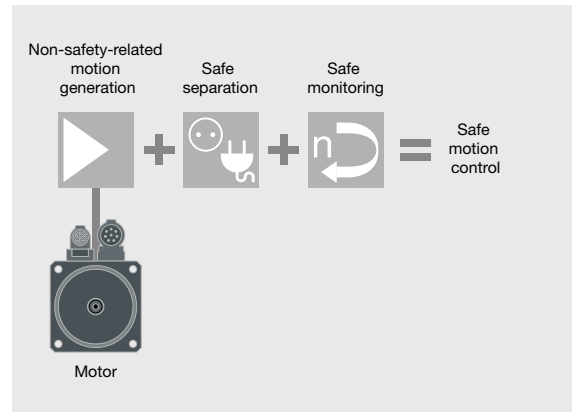 Non-safety-related
motion
generation
Safe
separation
Safe
monitoring
n
Safe
motion
control
Motor